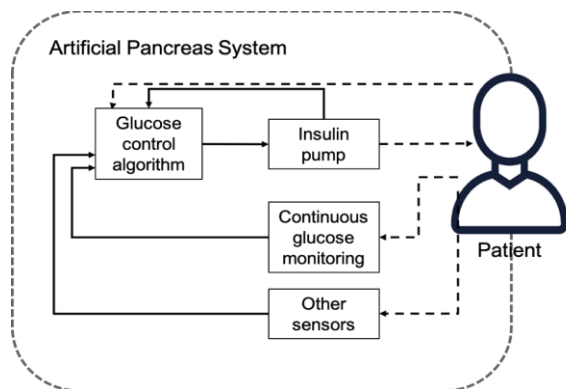 Artificial Pancreas System
Glucose
control
algorithm
Insulin
pump
Continuous
glucose
monitoring
Patient
Other
sensors